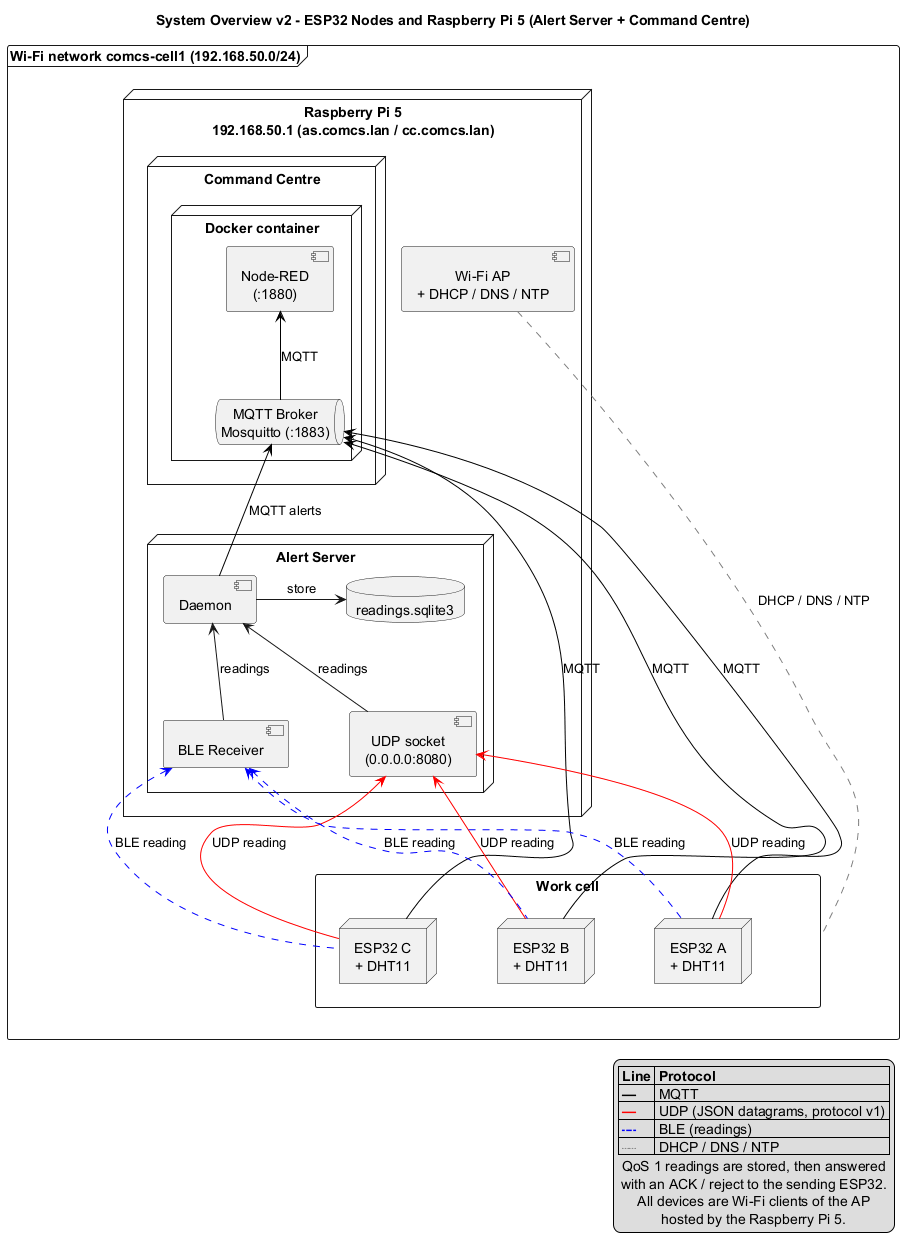 System Overview v2 - ESP32 Nodes and Raspberry Pi 5 (Alert Server + Command Centre)
Wi-Fi network comcs-cell1 (192.168.50.0/24)
Raspberry Pi 5
192.168.50.1 (as.comcs.lan / cc.comcs.lan)
Command Centre
Docker container
Node-RED
(:1880)
Wi-Fi AP
+ DHCP / DNS / NTP
MQTT
MQTT Broker
Mosquitto (:1883)
MQTT alerts
Alert Server
Daemon
store
readings.sqlite3
DHCP / DNS / NTP
readings
readings
MQTT
MQTT
MQTT
BLE Receiver
UDP socket
(0.0.0.0:8080)
BLE reading
UDP reading
BLE reading
UDP reading
BLE reading
UDP reading
Work cell
ESP32 C
+ DHT11
ESP32 B
+ DHT11
ESP32 A
+ DHT11
Line Protocol
MQTT
UDP (JSON datagrams, protocol v1)
BLE (readings)
DHCP / DNS / NTP
QoS 1 readings are stored, then answered
with an ACK / reject to the sending ESP32.
All devices are Wi-Fi clients of the AP
hosted by the Raspberry Pi 5.